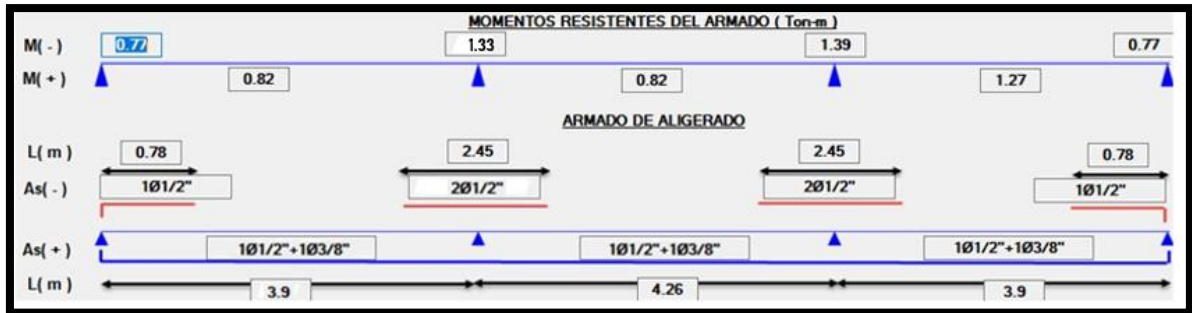 MOMENTOS RESISTENTES DEL ARMADO ( Ton-m )
M( - ) 0.77 1.33 1.39 0.77
M( + ) 0.82 0.82 1.27
ARMADO DE ALIGERADO
L( m ) 0.78 2.45 2.45 0.78
As( - ) 1Ø1/2" 2Ø1/2" 2Ø1/2" 1Ø1/2"
As( + ) 1Ø1/2"+1Ø3/8" 1Ø1/2"+1Ø3/8" 1Ø1/2"+1Ø3/8"
L( m ) 3.9 4.26 3.9